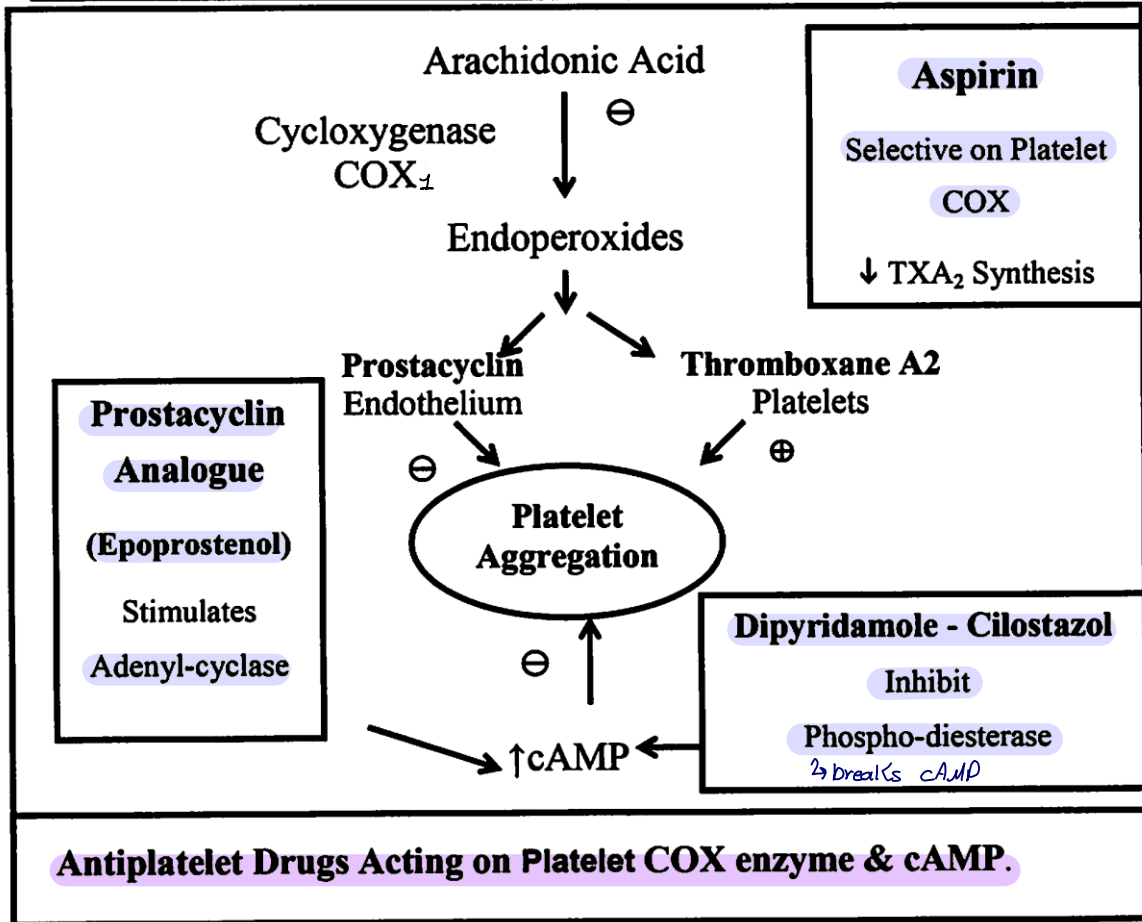 Arachidonic Acid
⊖
Cycloxygenase
COX₁
Endoperoxides
Aspirin
Selective on Platelet
COX
↓ TXA₂ Synthesis
Prostacyclin
Endothelium
Thromboxane A2
Platelets
⊖
⊕
Platelet
Aggregation
Prostacyclin
Analogue
(Epoprostenol)
Stimulates
Adenyl-cyclase
⊖
↑cAMP
Dipyridamole - Cilostazol
Inhibit
Phospho-diesterase
↳ breaks cAMP
Antiplatelet Drugs Acting on Platelet COX enzyme & cAMP.